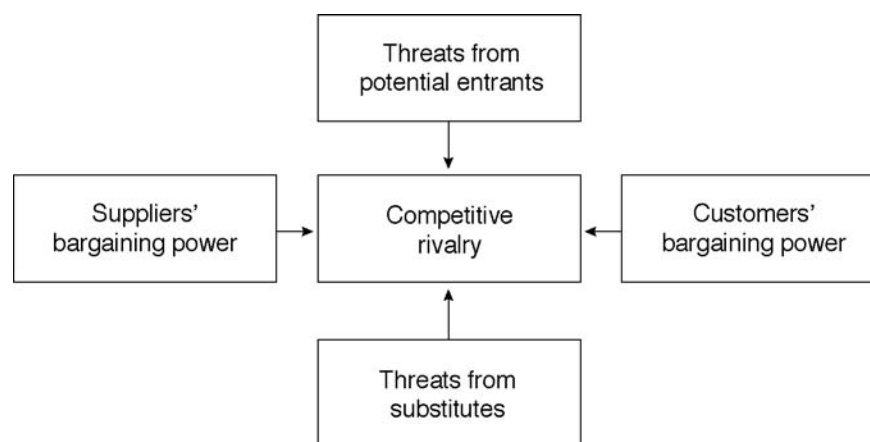 Threats from
potential entrants
Suppliers’
bargaining power
Competitive
rivalry
Customers’
bargaining power
Threats from
substitutes